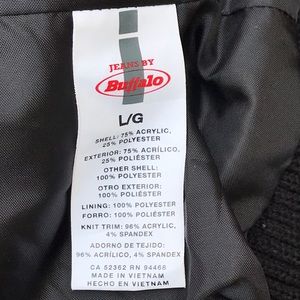 JEANS BY
Buffalo
L/G
SHELL: 75% ACRYLIC,
25% POLYESTER
EXTERIOR: 75% ACRÍLICO,
25% POLIÉSTER
OTHER SHELL:
100% POLYESTER
OTRO EXTERIOR:
100% POLIÉSTER
LINING: 100% POLYESTER
FORRO: 100% POLIÉSTER
KNIT TRIM: 96% ACRYLIC,
4% SPANDEX
ADORNO DE TEJIDO:
96% ACRÍLICO, 4% SPANDEX
CA 52362 RN 94468
MADE IN VIETNAM
HECHO EN VIETNAM